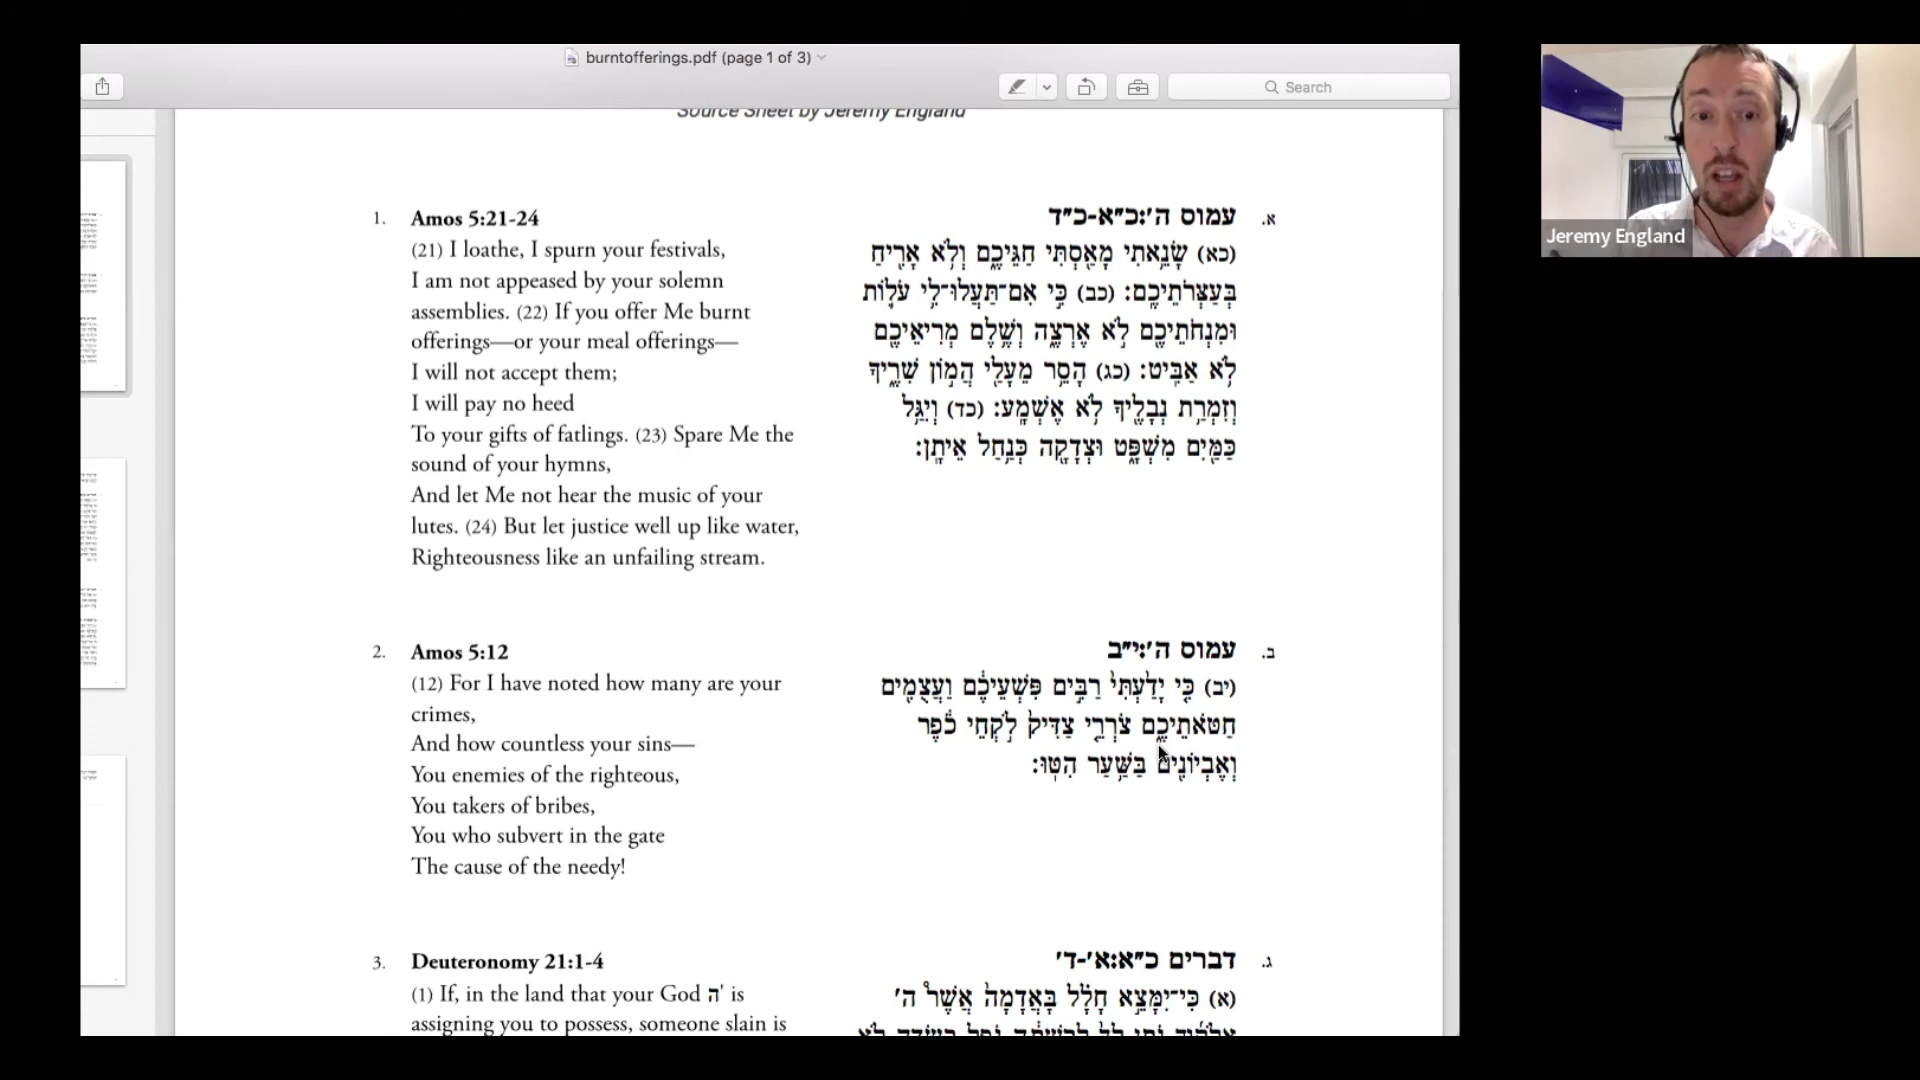 burntofferings.pdf (page 1 of 3)
Search
Source Sheet by Jeremy England
Jeremy England
1. Amos 5:21-24
(21) I loathe, I spurn your festivals,
I am not appeased by your solemn
assemblies. (22) If you offer Me burnt
offerings—or your meal offerings—
I will not accept them;
I will pay no heed
To your gifts of fatlings. (23) Spare Me the
sound of your hymns,
And let Me not hear the music of your
lutes. (24) But let justice well up like water,
Righteousness like an unfailing stream.
א. עמוס ה׳:כ״א-כ״ד
(כא) שָׂנֵ֥אתִי מָאַ֖סְתִּי חַגֵּיכֶ֑ם וְלֹ֥א אָרִ֖יחַ
בְּעַצְּרֹתֵיכֶֽם׃ (כב) כִּ֣י אִם־תַּעֲלוּ־לִ֥י עֹל֛וֹת
וּמִנְחֹתֵיכֶ֖ם לֹ֣א אֶרְצֶ֑ה וְשֶׁ֥לֶם מְרִיאֵיכֶ֖ם
לֹ֥א אַבִּֽיט׃ (כג) הָסֵ֥ר מֵעָלַ֖י הֲמ֣וֹן שִׁרֶ֑יךָ
וְזִמְרַ֥ת נְבָלֶ֖יךָ לֹ֥א אֶשְׁמָֽע׃ (כד) וְיִגַּ֥ל
כַּמַּ֖יִם מִשְׁפָּ֑ט וּצְדָקָ֖ה כְּנַ֥חַל אֵיתָֽן׃
2. Amos 5:12
(12) For I have noted how many are your
crimes,
And how countless your sins—
You enemies of the righteous,
You takers of bribes,
You who subvert in the gate
The cause of the needy!
ב. עמוס ה׳:י״ב
(יב) כִּ֤י יָדַ֙עְתִּי֙ רַבִּ֣ים פִּשְׁעֵיכֶ֔ם וַעֲצֻמִ֖ים
חַטֹּאתֵיכֶ֑ם צֹרְרֵ֤י צַדִּיק֙ לֹ֣קְחֵי כֹ֔פֶר
וְאֶבְיוֹנִ֖ים בַּשַּׁ֥עַר הִטּֽוּ׃
3. Deuteronomy 21:1-4
(1) If, in the land that your God ה' is
assigning you to possess, someone slain is
ג. דברים כ״א:א׳-ד׳
(א) כִּי־יִמָּצֵ֣א חָלָ֗ל בָּאֲדָמָה֙ אֲשֶׁר֩ ה׳